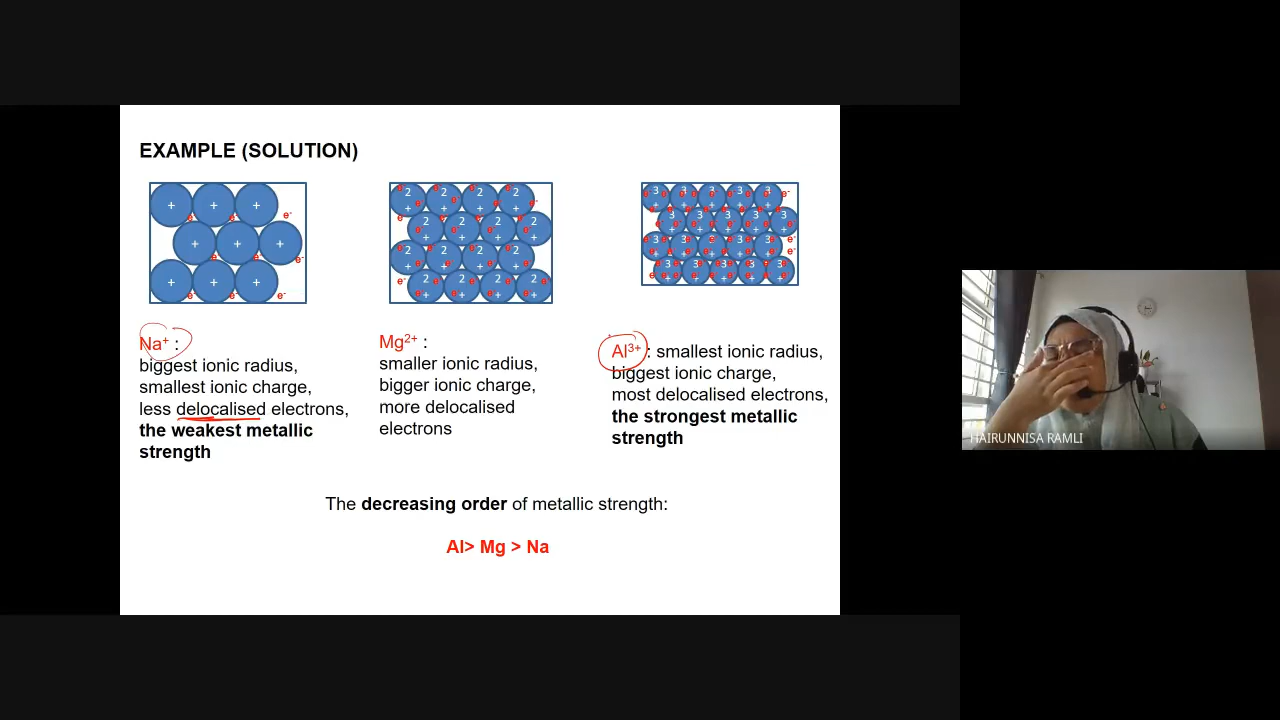 EXAMPLE (SOLUTION)
+ + +
e⁻ e⁻ e⁻
+ + +
e⁻ e⁻ e⁻
+ + +
e⁻ e⁻ e⁻
Na⁺ :
biggest ionic radius,
smallest ionic charge,
less delocalised electrons,
the weakest metallic
strength
Mg²⁺ :
smaller ionic radius,
bigger ionic charge,
more delocalised
electrons
Al³⁺ : smallest ionic radius,
biggest ionic charge,
most delocalised electrons,
the strongest metallic
strength
The decreasing order of metallic strength:
Al> Mg > Na
HAIRUNNISA RAMLI